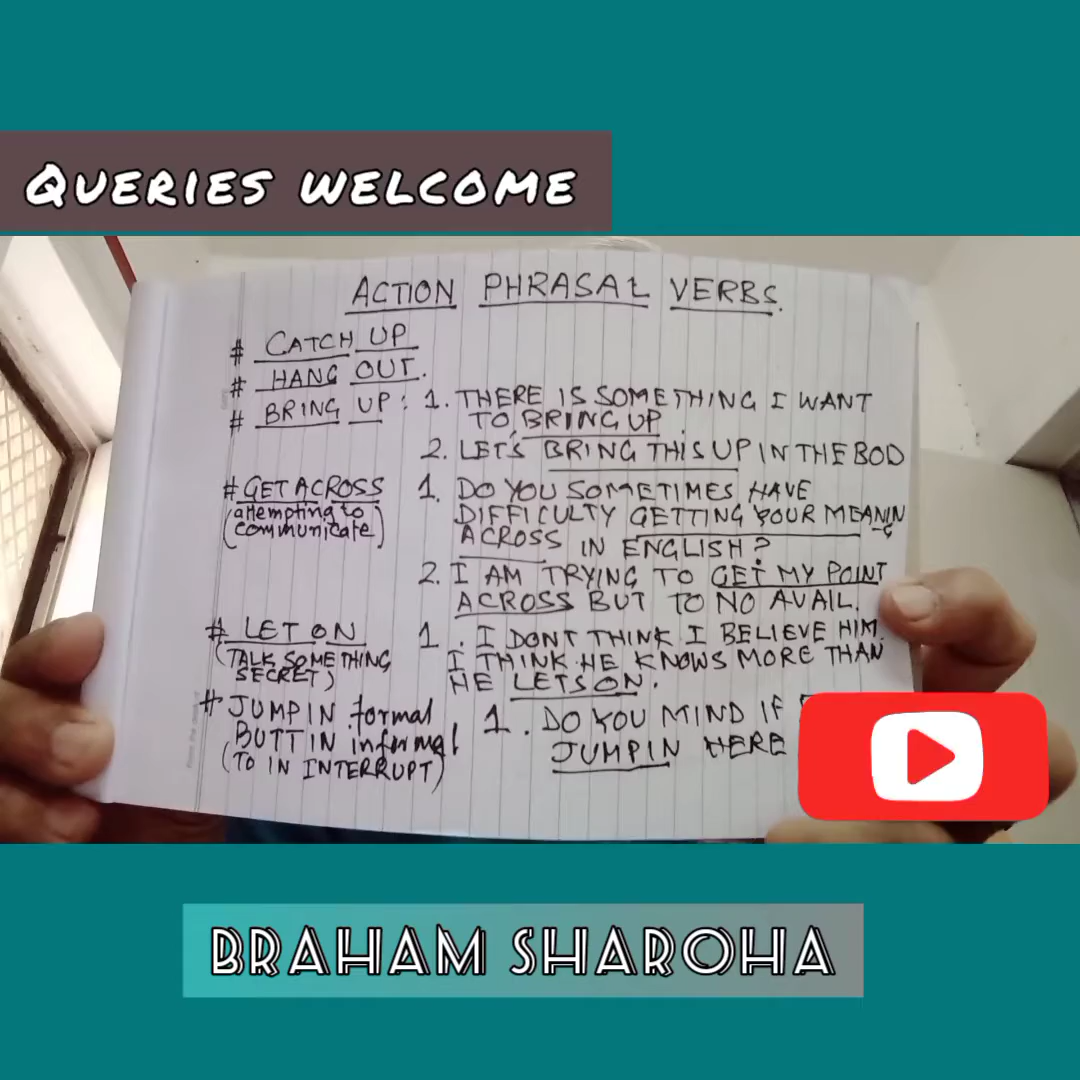 QUERIES WELCOME
ACTION PHRASAL VERBS.
# CATCH UP
# HANG OUT.
# BRING UP : 1. THERE IS SOMETHING I WANT
TO BRING UP.
2. LET'S BRING THIS UP IN THE BOD
# GET ACROSS 1. DO YOU SOMETIMES HAVE
(attempting to DIFFICULTY GETTING YOUR MEANING
communicate) ACROSS IN ENGLISH?
2. I AM TRYING TO GET MY POINT
ACROSS BUT TO NO AVAIL.
# LET ON 1. I DONT THINK I BELIEVE HIM.
(TALK SOMETHING I THINK HE KNOWS MORE THAN
SECRET) HE LETS ON.
# JUMP IN formal 1. DO YOU MIND IF
BUTT IN informal JUMP IN HERE
(TO IN INTERRUPT)
BRAHAM SHAROHA